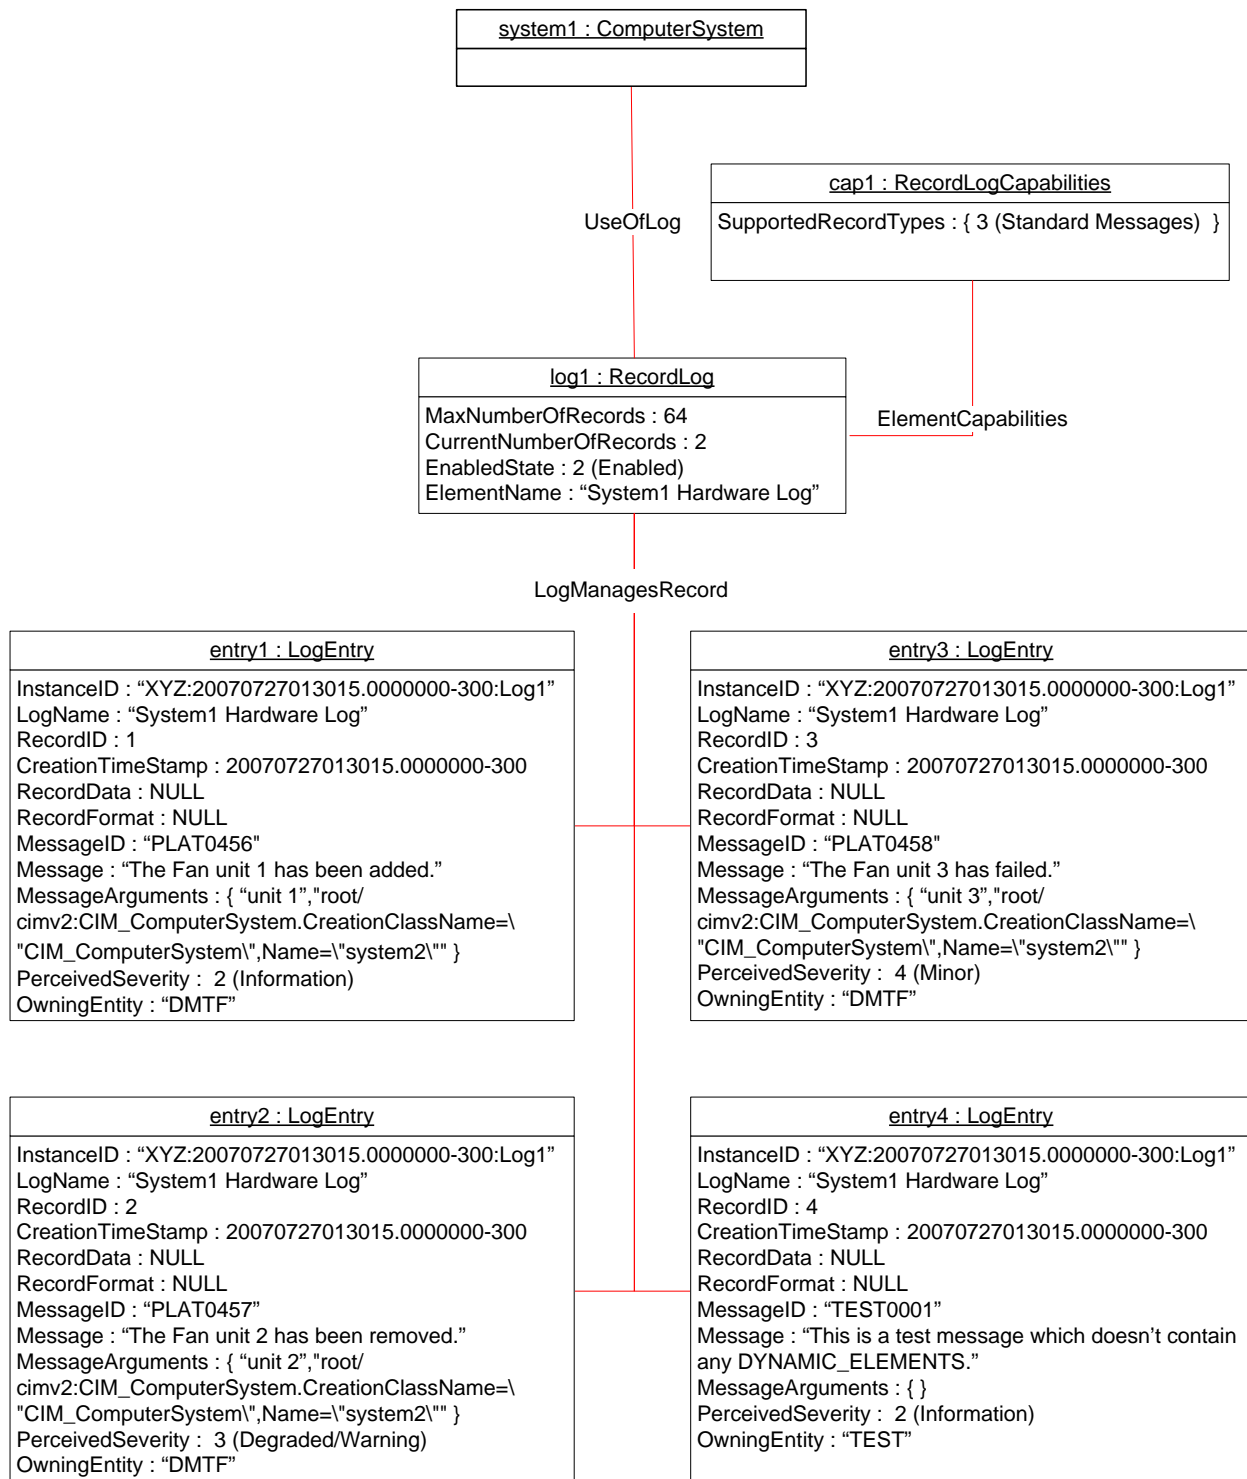 system1 : ComputerSystem
cap1 : RecordLogCapabilities
SupportedRecordTypes : { 3 (Standard Messages)  }
UseOfLog
log1 : RecordLog
MaxNumberOfRecords : 64
CurrentNumberOfRecords : 2
EnabledState : 2 (Enabled)
ElementName : “System1 Hardware Log”
ElementCapabilities
LogManagesRecord
entry1 : LogEntry
InstanceID : “XYZ:20070727013015.0000000-300:Log1”
LogName : “System1 Hardware Log”
RecordID : 1
CreationTimeStamp : 20070727013015.0000000-300
RecordData : NULL
RecordFormat : NULL
MessageID : “PLAT0456"
Message : “The Fan unit 1 has been added.”
MessageArguments : { “unit 1”,"root/
cimv2:CIM_ComputerSystem.CreationClassName=\
"CIM_ComputerSystem\",Name=\"system2\"" }
PerceivedSeverity :  2 (Information)
OwningEntity : “DMTF”
entry3 : LogEntry
InstanceID : “XYZ:20070727013015.0000000-300:Log1”
LogName : “System1 Hardware Log”
RecordID : 3
CreationTimeStamp : 20070727013015.0000000-300
RecordData : NULL
RecordFormat : NULL
MessageID : “PLAT0458"
Message : “The Fan unit 3 has failed.”
MessageArguments : { “unit 3”,"root/
cimv2:CIM_ComputerSystem.CreationClassName=\
"CIM_ComputerSystem\",Name=\"system2\"" }
PerceivedSeverity :  4 (Minor)
OwningEntity : “DMTF”
entry2 : LogEntry
InstanceID : “XYZ:20070727013015.0000000-300:Log1”
LogName : “System1 Hardware Log”
RecordID : 2
CreationTimeStamp : 20070727013015.0000000-300
RecordData : NULL
RecordFormat : NULL
MessageID : “PLAT0457”
Message : “The Fan unit 2 has been removed.”
MessageArguments : { “unit 2”,"root/
cimv2:CIM_ComputerSystem.CreationClassName=\
"CIM_ComputerSystem\",Name=\"system2\"" }
PerceivedSeverity :  3 (Degraded/Warning)
OwningEntity : “DMTF”
entry4 : LogEntry
InstanceID : “XYZ:20070727013015.0000000-300:Log1”
LogName : “System1 Hardware Log”
RecordID : 4
CreationTimeStamp : 20070727013015.0000000-300
RecordData : NULL
RecordFormat : NULL
MessageID : “TEST0001”
Message : “This is a test message which doesn’t contain
any DYNAMIC_ELEMENTS.”
MessageArguments : { }
PerceivedSeverity :  2 (Information)
OwningEntity : “TEST”